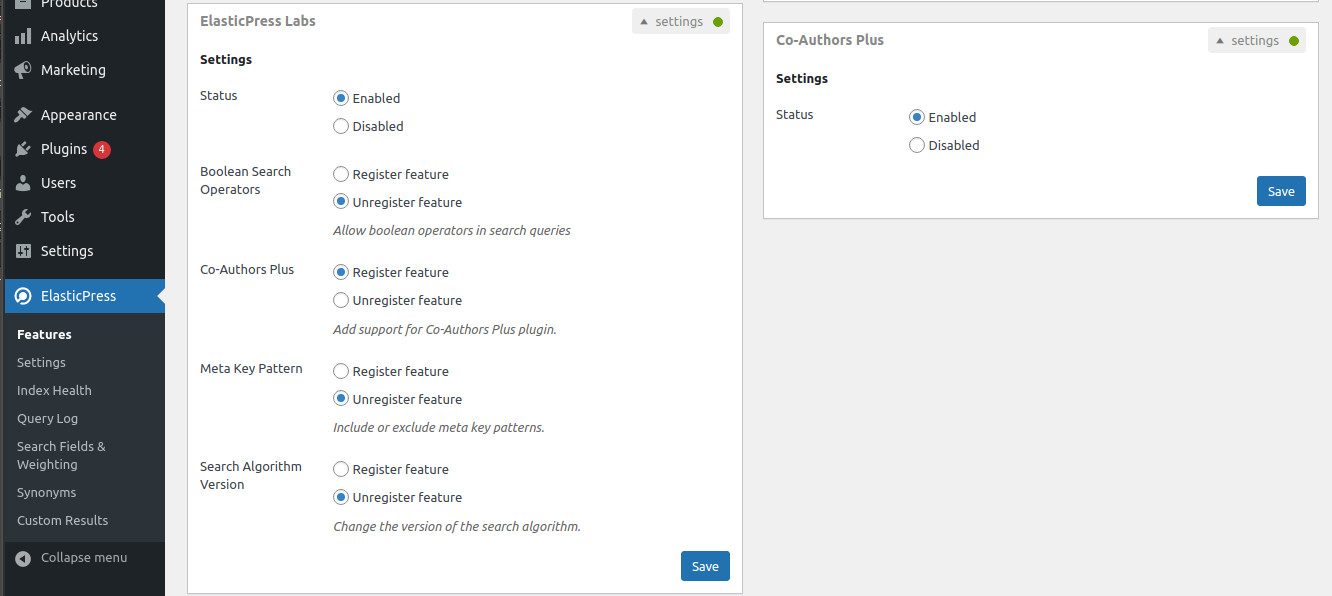 Products
Analytics
Marketing
Appearance
Plugins 4
Users
Tools
Settings
ElasticPress
Features
Settings
Index Health
Query Log
Search Fields &
Weighting
Synonyms
Custom Results
Collapse menu
ElasticPress Labs
settings
Settings
Status
Enabled
Disabled
Boolean Search
Operators
Register feature
Unregister feature
Allow boolean operators in search queries
Co-Authors Plus
Register feature
Unregister feature
Add support for Co-Authors Plus plugin.
Meta Key Pattern
Register feature
Unregister feature
Include or exclude meta key patterns.
Search Algorithm
Version
Register feature
Unregister feature
Change the version of the search algorithm.
Save
Co-Authors Plus
settings
Settings
Status
Enabled
Disabled
Save